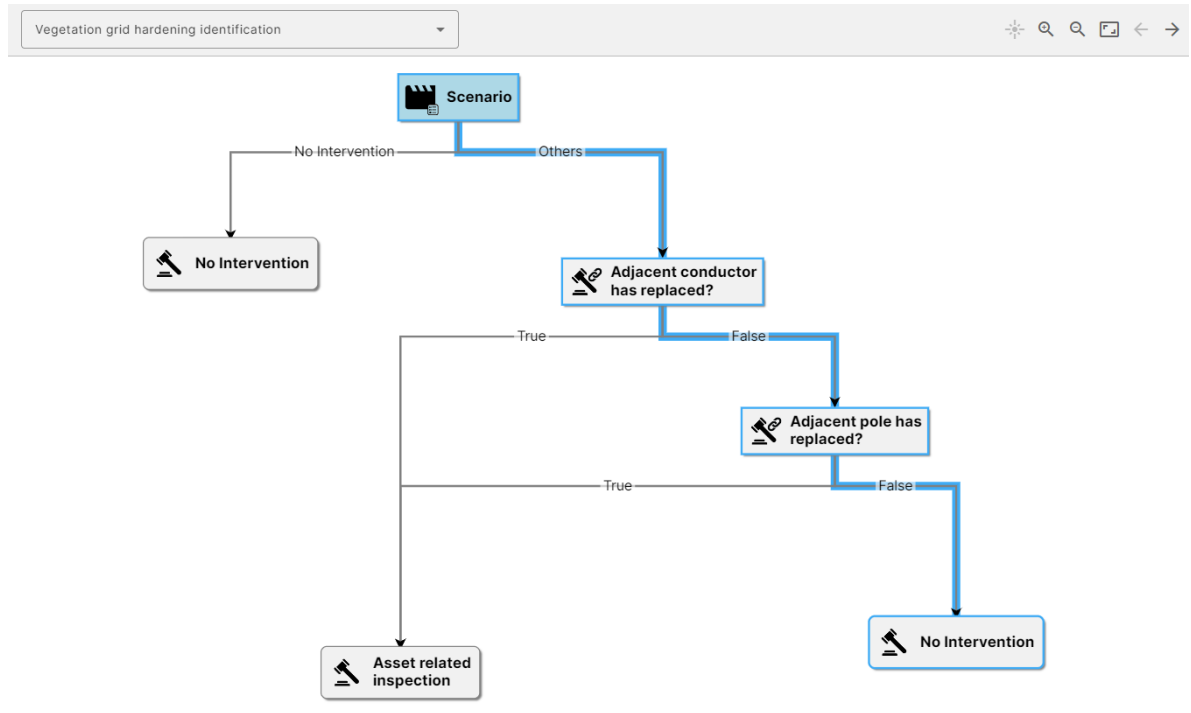 Vegetation grid hardening identification
Scenario
No Intervention
Others
No Intervention
Adjacent conductor
has replaced?
True
False
Adjacent pole has
replaced?
True
False
No Intervention
Asset related
inspection